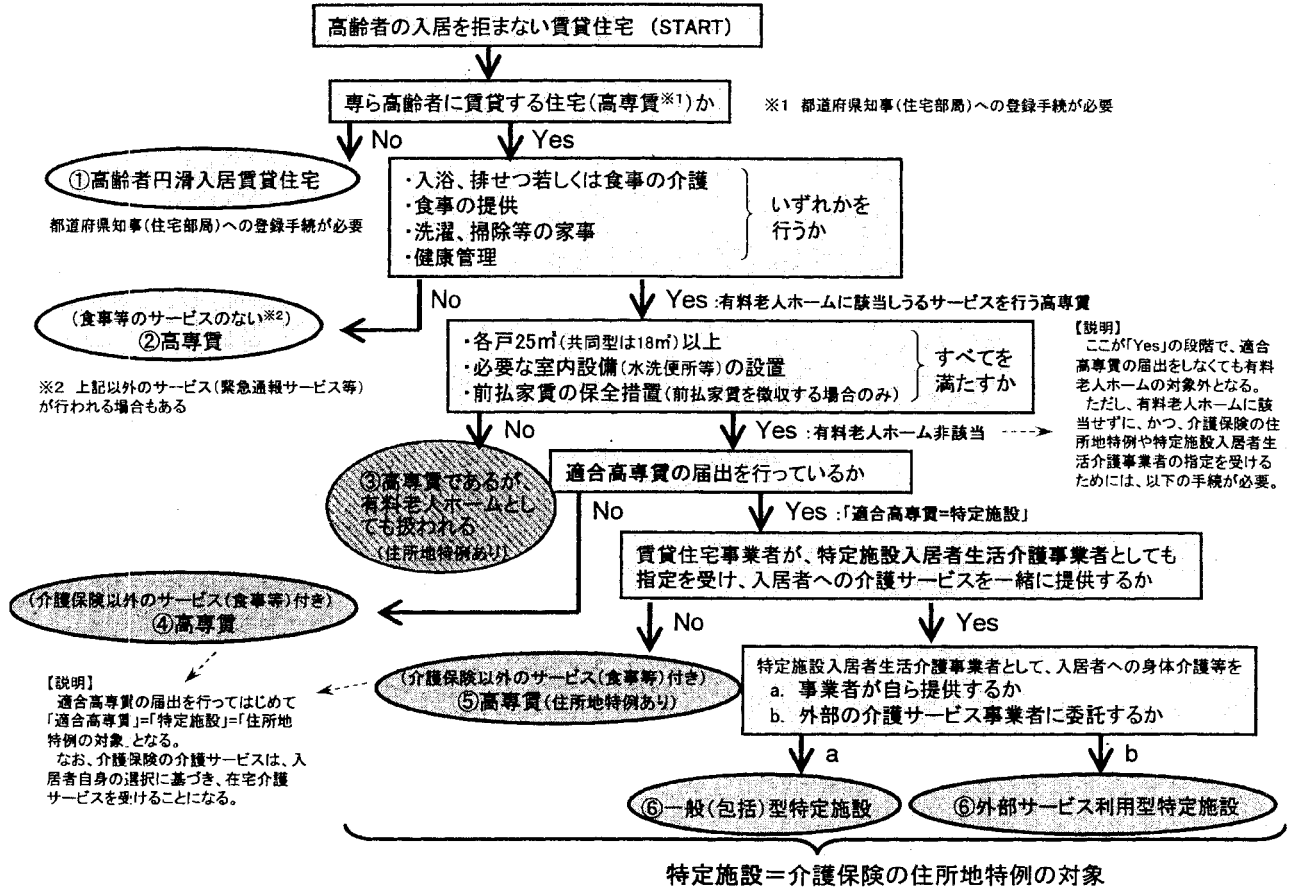 高齢者の入居を拒まない賃貸住宅 (START)
専ら高齢者に賃貸する住宅(高専賃※1)か
※1 都道府県知事(住宅部局)への登録手続が必要
No
Yes
①高齢者円滑入居賃貸住宅
都道府県知事(住宅部局)への登録手続が必要
・入浴、排せつ若しくは食事の介護
・食事の提供
・洗濯、掃除等の家事
・健康管理
いずれかを
行うか
No
Yes :有料老人ホームに該当しうるサービスを行う高専賃
(食事等のサービスのない※2)
②高専賃
※2 上記以外のサービス(緊急通報サービス等)
が行われる場合もある
・各戸25㎡(共同型は18㎡)以上
・必要な室内設備(水洗便所等)の設置
・前払家賃の保全措置(前払家賃を徴収する場合のみ)
すべてを
満たすか
【説明】
ここが「Yes」の段階で、適合
高専賃の届出をしなくても有料
老人ホームの対象外となる。
ただし、有料老人ホームに該
当せずに、かつ、介護保険の住
所地特例や特定施設入居者生
活介護事業者の指定を受ける
ためには、以下の手続が必要。
No
Yes :有料老人ホーム非該当
③高専賃であるが、
有料老人ホームとし
ても扱われる
(住所地特例あり)
適合高専賃の届出を行っているか
No
Yes :「適合高専賃=特定施設」
賃貸住宅事業者が、特定施設入居者生活介護事業者としても
指定を受け、入居者への介護サービスを一緒に提供するか
(介護保険以外のサービス(食事等)付き)
④高専賃
No
Yes
【説明】
適合高専賃の届出を行ってはじめて
「適合高専賃」=「特定施設」=「住所地
特例の対象」となる。
なお、介護保険の介護サービスは、入
居者自身の選択に基づき、在宅介護
サービスを受けることになる。
(介護保険以外のサービス(食事等)付き)
⑤高専賃(住所地特例あり)
特定施設入居者生活介護事業者として、入居者への身体介護等を
a. 事業者が自ら提供するか
b. 外部の介護サービス事業者に委託するか
a
b
⑥一般(包括)型特定施設
⑥外部サービス利用型特定施設
特定施設=介護保険の住所地特例の対象